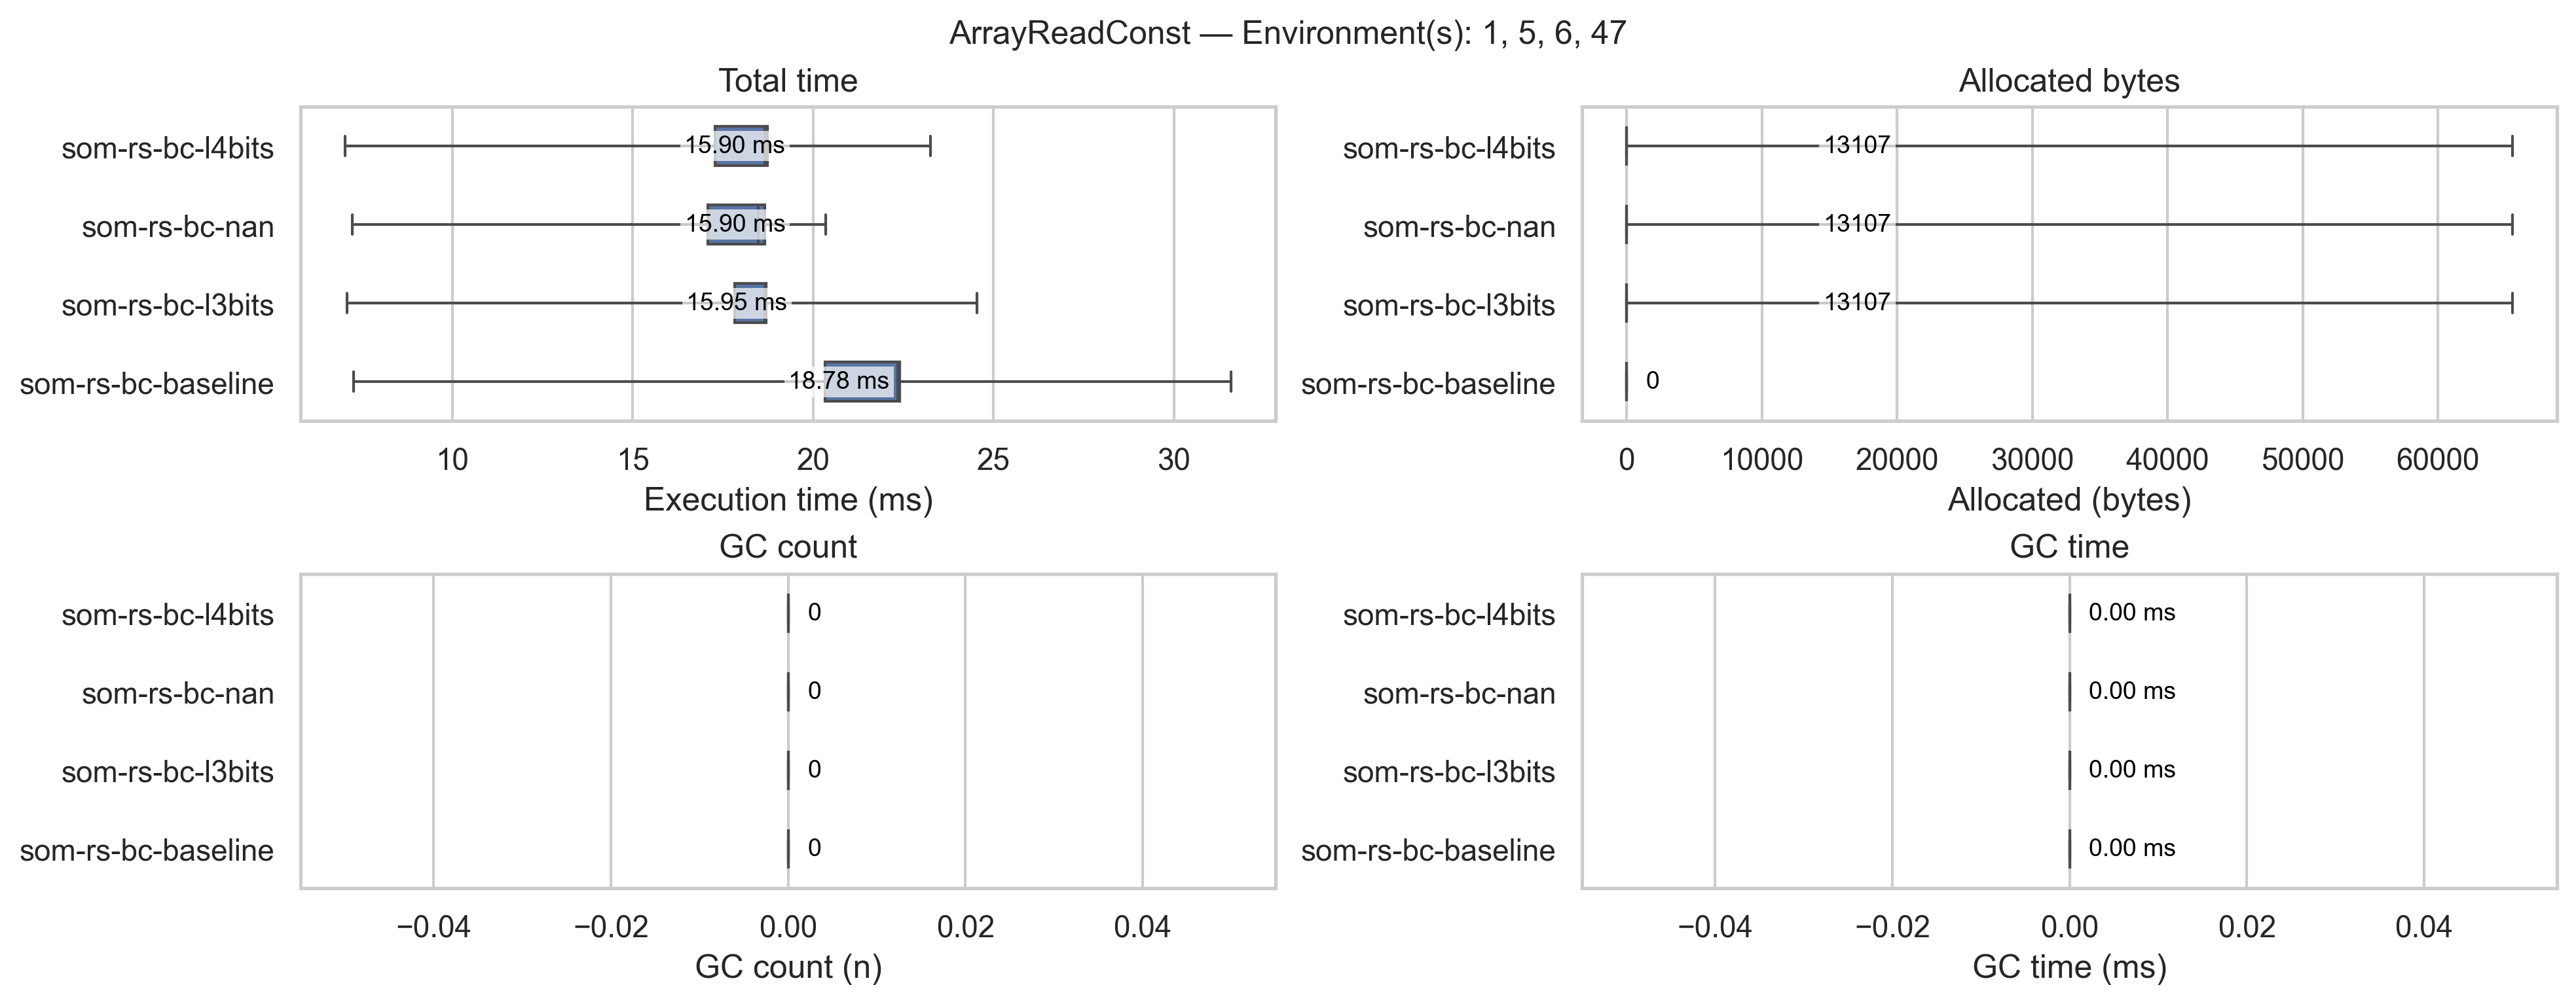 ArrayReadConst — Environment(s): 1, 5, 6, 47
Total time
som-rs-bc-l4bits
15.90 ms
som-rs-bc-nan
15.90 ms
som-rs-bc-l3bits
15.95 ms
som-rs-bc-baseline
18.78 ms
10 15 20 25 30
Execution time (ms)
Allocated bytes
som-rs-bc-l4bits
13107
som-rs-bc-nan
13107
som-rs-bc-l3bits
13107
som-rs-bc-baseline
0
0 10000 20000 30000 40000 50000 60000
Allocated (bytes)
GC count
som-rs-bc-l4bits
0
som-rs-bc-nan
0
som-rs-bc-l3bits
0
som-rs-bc-baseline
0
−0.04 −0.02 0.00 0.02 0.04
GC count (n)
GC time
som-rs-bc-l4bits
0.00 ms
som-rs-bc-nan
0.00 ms
som-rs-bc-l3bits
0.00 ms
som-rs-bc-baseline
0.00 ms
−0.04 −0.02 0.00 0.02 0.04
GC time (ms)